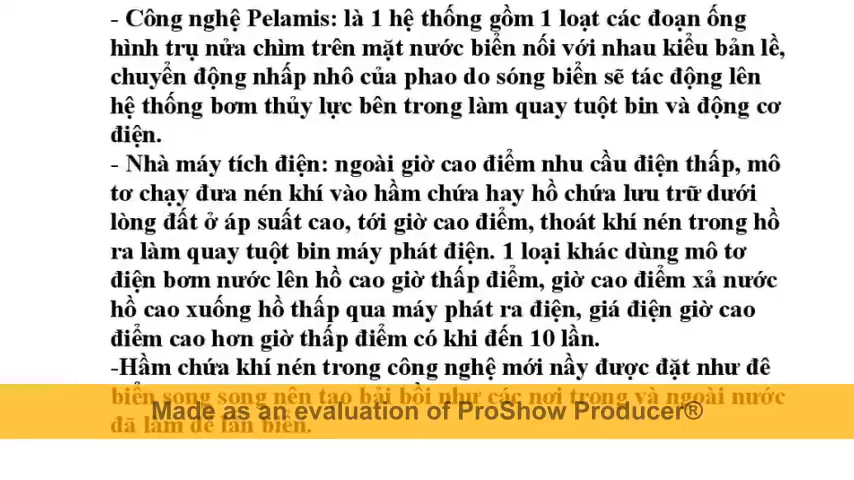 - Công nghệ Pelamis: là 1 hệ thống gồm 1 loạt các đoạn ống
hình trụ nửa chìm trên mặt nước biển nối với nhau kiểu bản lề,
chuyển động nhấp nhô của phao do sóng biển sẽ tác động lên
hệ thống bơm thủy lực bên trong làm quay tuột bin và động cơ
điện.
- Nhà máy tích điện: ngoài giờ cao điểm nhu cầu điện thấp, mô
tơ chạy đưa nén khí vào hầm chứa hay hồ chứa lưu trữ dưới
lòng đất ở áp suất cao, tới giờ cao điểm, thoát khí nén trong hồ
ra làm quay tuột bin máy phát điện. 1 loại khác dùng mô tơ
điện bơm nước lên hồ cao giờ thấp điểm, giờ cao điểm xả nước
hồ cao xuống hồ thấp qua máy phát ra điện, giá điện giờ cao
điểm cao hơn giờ thấp điểm có khi đến 10 lần.
-Hầm chứa khí nén trong công nghệ mới nầy được đặt như đê
biển song song nên tạo bải bồi như các nơi trong và ngoài nước
Made as an evaluation of ProShow Producer®
đã làm để lấn biển.